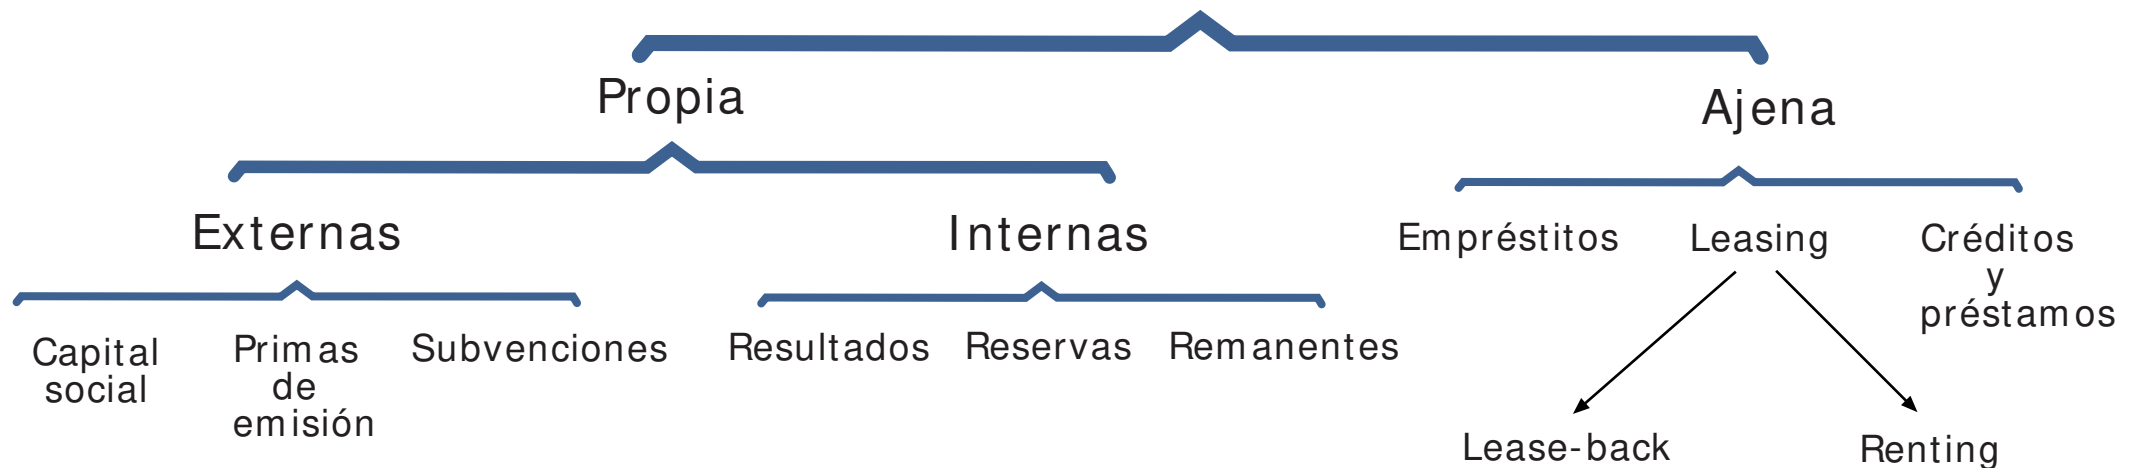 Propia
Ajena
Externas
Internas
Empréstitos
Leasing
Créditos
y
préstamos
Capital
social
Primas
de
emisión
Subvenciones
Resultados
Reservas
Remanentes
Lease-back
Renting